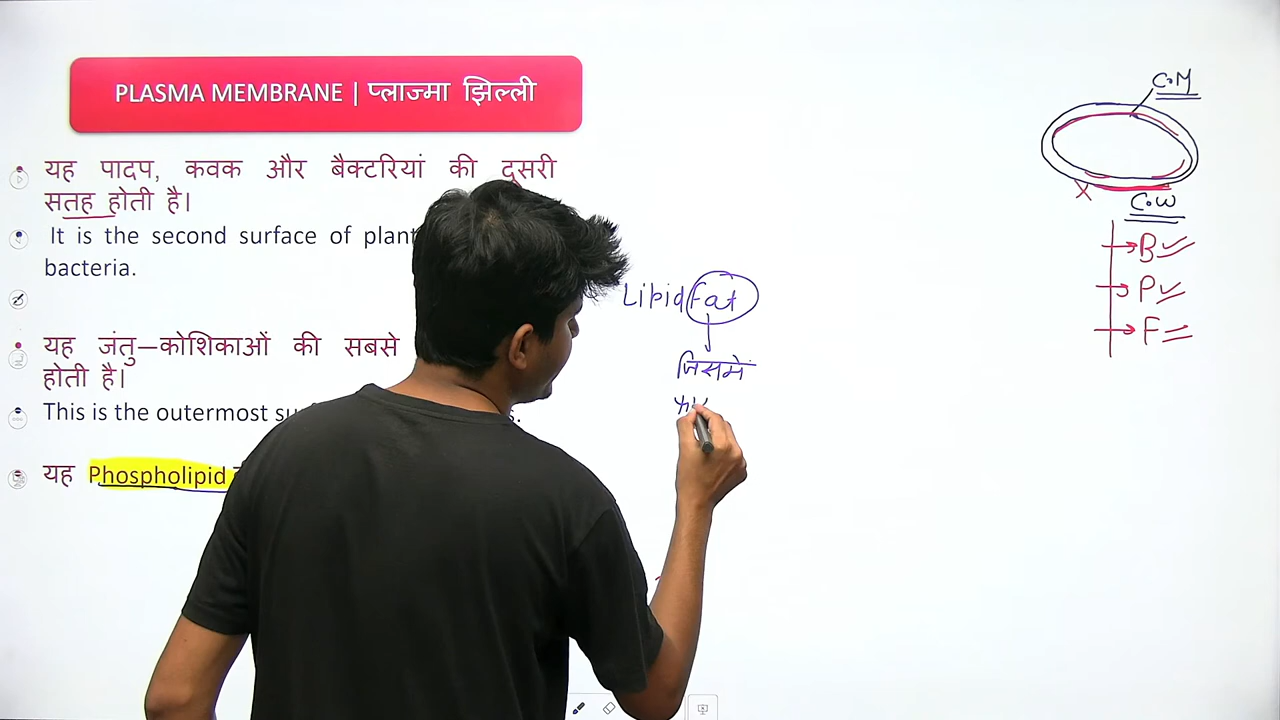 PLASMA MEMBRANE | प्लाज्मा झिल्ली
यह पादप, कवक और बैक्टरियां की दूसरी
सतह होती है।
It is the second surface of plant
bacteria.
यह जंतु–कोशिकाओं की सबसे
होती है।
This is the outermost
यह Phospholipid
Lipid fat
जिसमें
C.M
X
C.W
B
P
F